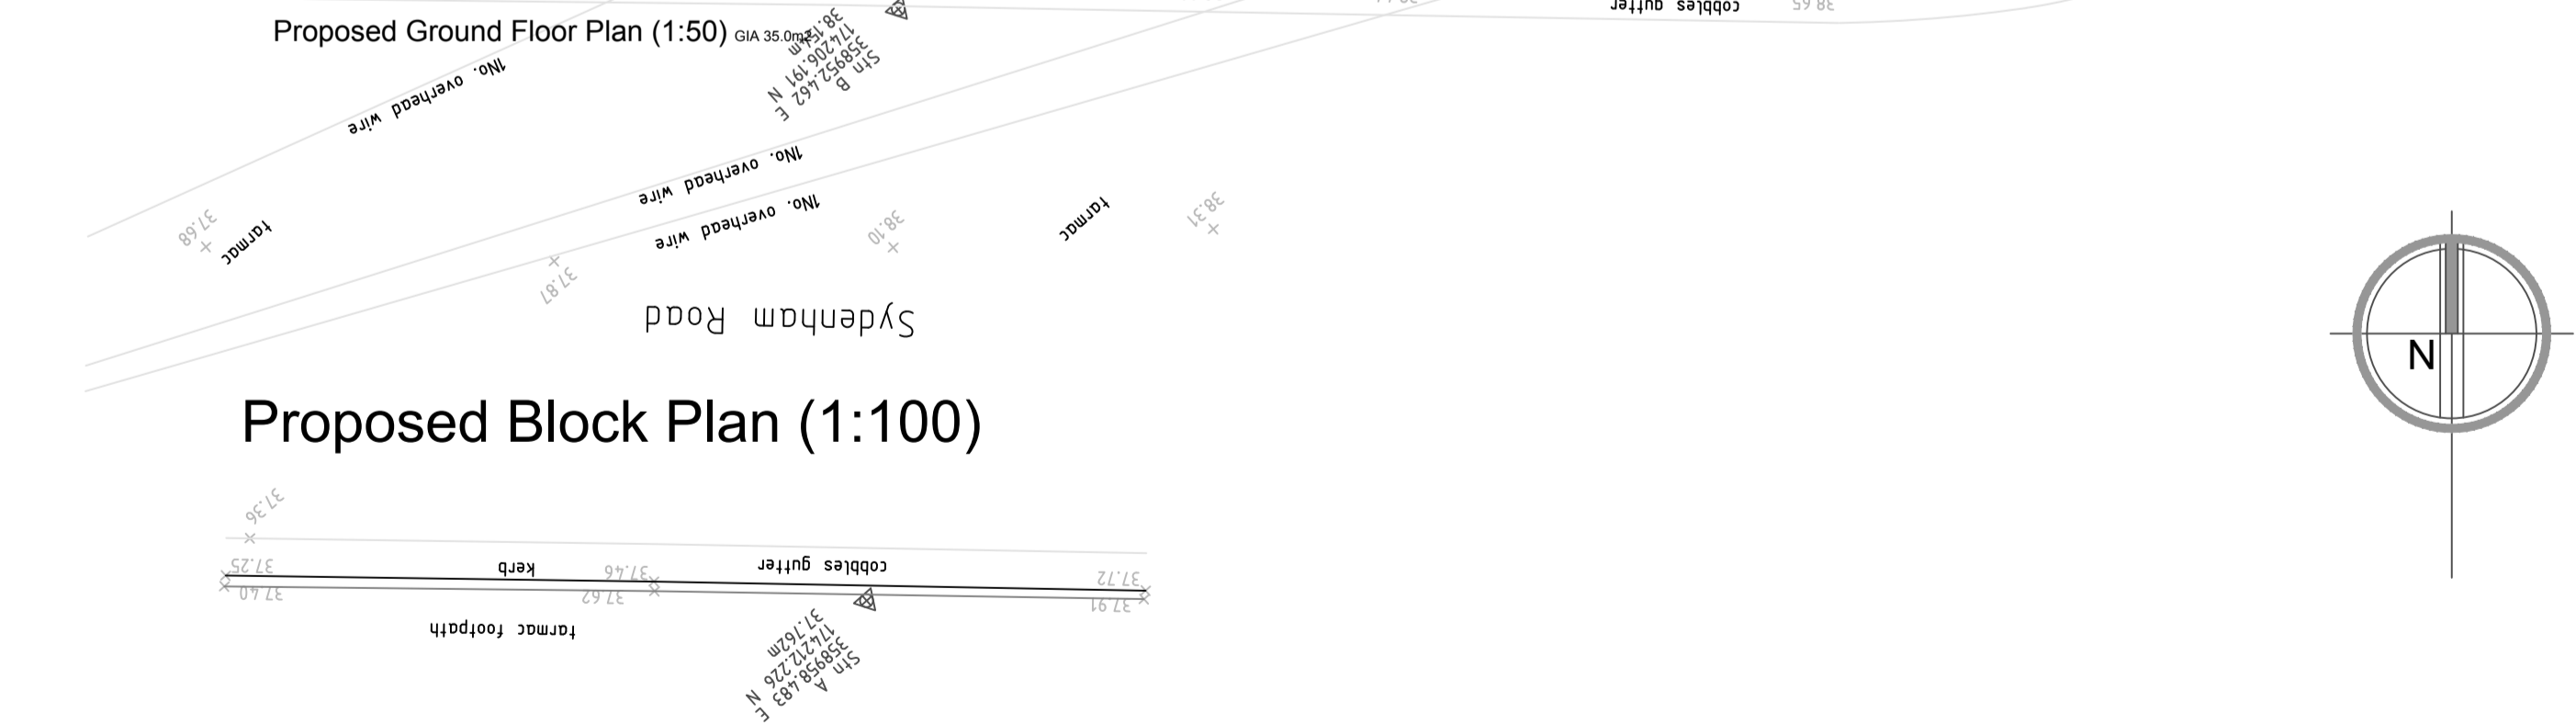 cobbles gutter
38.65
Proposed Ground Floor Plan (1:50) GIA 35.0m2
Stn B
358952.462 E
174206.191 N
38.154m
1No. overhead wire
1No. overhead wire
1No. overhead wire
37.68
tarmac
37.87
38.10
tarmac
38.31
Sydenham Road
N
Proposed Block Plan (1:100)
37.36
37.25
kerb
37.46
cobbles gutter
37.72
37.40
37.62
37.91
tarmac footpath
Stn A
358958.483 E
174212.226 N
37.762m